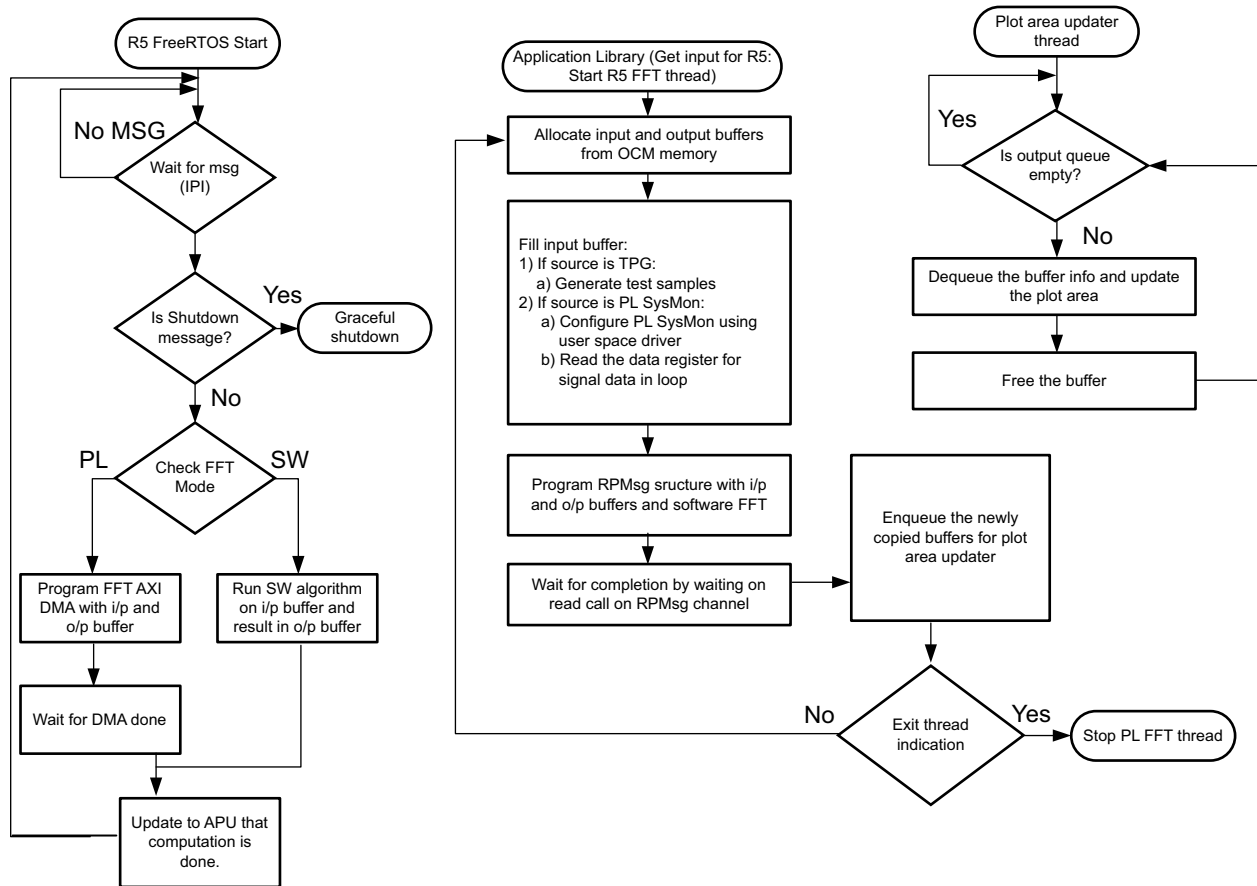 R5 FreeRTOS Start
No MSG
Wait for msg
(IPI)
Is Shutdown
message?
Yes
Graceful
shutdown
No
PL
Check FFT
Mode
SW
Program FFT AXI
DMA with i/p and
o/p buffer
Run SW algorithm
on i/p buffer and
result in o/p buffer
Wait for DMA done
Update to APU that
computation is
done.
Application Library (Get input for R5:
Start R5 FFT thread)
Allocate input and output buffers
from OCM memory
Fill input buffer:
1) If source is TPG:
a) Generate test samples
2) If source is PL SysMon:
a) Configure PL SysMon using
user space driver
b) Read the data register for
signal data in loop
Program RPMsg sructure with i/p
and o/p buffers and software FFT
Wait for completion by waiting on
read call on RPMsg channel
Enqueue the newly
copied buffers for plot
area updater
No
Exit thread
indication
Yes
Stop PL FFT thread
Plot area updater
thread
Yes
Is output queue
empty?
No
Dequeue the buffer info and update
the plot area
Free the buffer